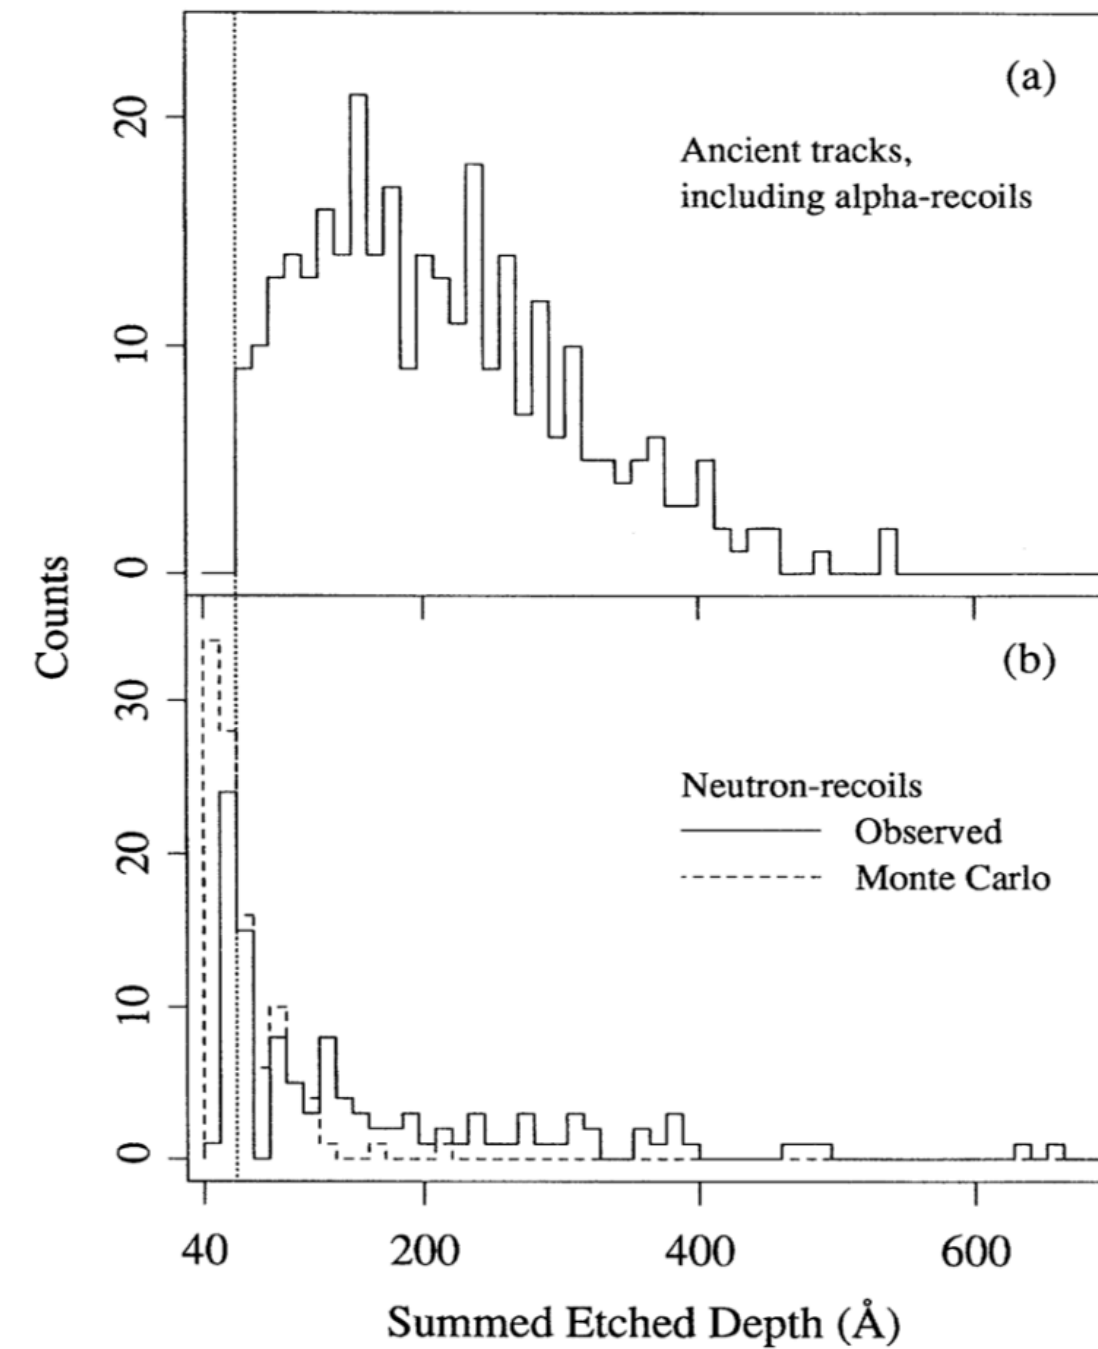 (a)
20
Ancient tracks,
including alpha-recoils
10
0
Counts
(b)
30
Neutron-recoils
Observed
20
Monte Carlo
10
0
40 200 400 600
Summed Etched Depth (Å)